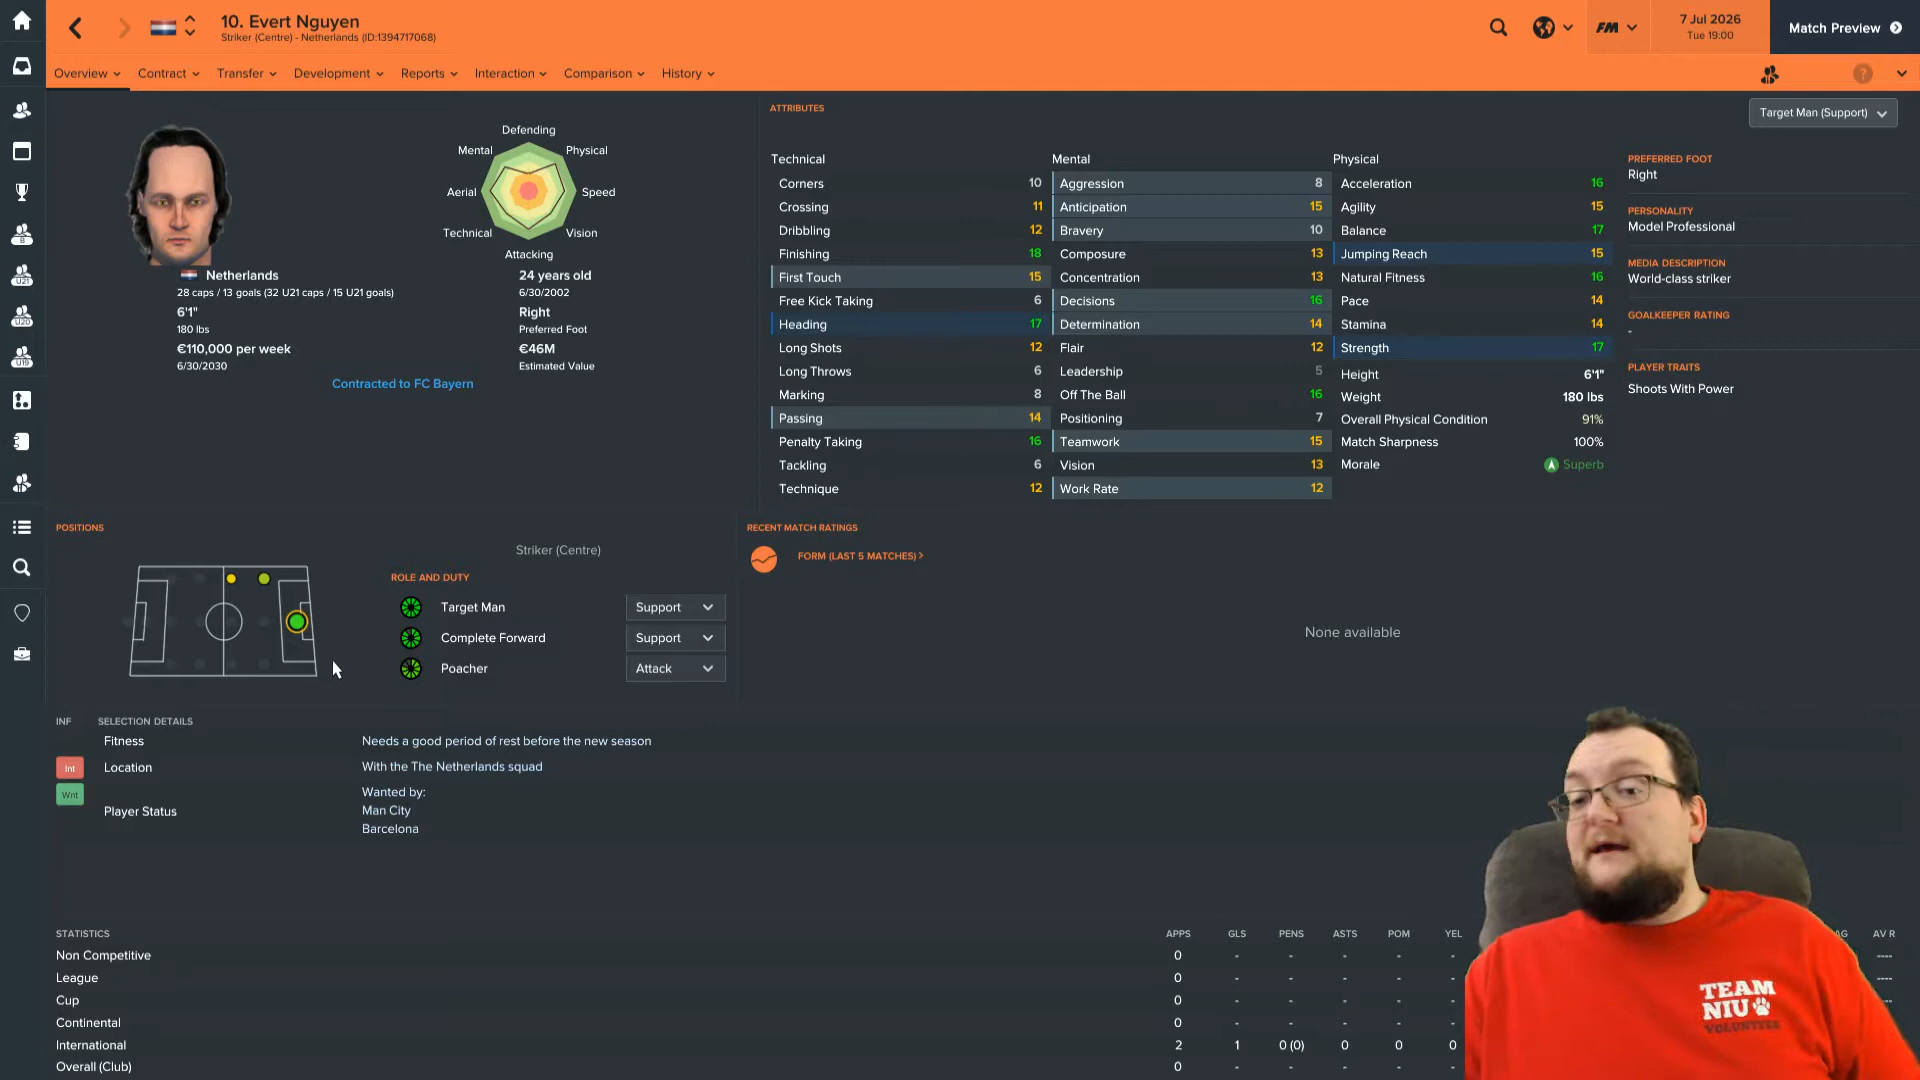 10. Evert Nguyen
Striker (Centre) - Netherlands (ID:1394717068)
FM
7 Jul 2026
Tue 19:00
Match Preview
Overview
Contract
Transfer
Development
Reports
Interaction
Comparison
History
?
B
U21
U20
U19
Defending
Mental
Physical
Aerial
Speed
Technical
Vision
Attacking
Netherlands
28 caps / 13 goals (32 U21 caps / 15 U21 goals)
6'1"
180 lbs
€110,000 per week
6/30/2030
24 years old
6/30/2002
Right
Preferred Foot
€46M
Estimated Value
Contracted to FC Bayern
ATTRIBUTES
Target Man (Support)
Technical
Corners 10
Crossing 11
Dribbling 12
Finishing 18
First Touch 15
Free Kick Taking 6
Heading 17
Long Shots 12
Long Throws 6
Marking 8
Passing 14
Penalty Taking 16
Tackling 6
Technique 12
Mental
Aggression 8
Anticipation 15
Bravery 10
Composure 13
Concentration 13
Decisions 16
Determination 14
Flair 12
Leadership 5
Off The Ball 16
Positioning 7
Teamwork 15
Vision 13
Work Rate 12
Physical
Acceleration 16
Agility 15
Balance 17
Jumping Reach 15
Natural Fitness 16
Pace 14
Stamina 14
Strength 17
Height 6'1"
Weight 180 lbs
Overall Physical Condition 91%
Match Sharpness 100%
Morale Superb
PREFERRED FOOT
Right
PERSONALITY
Model Professional
MEDIA DESCRIPTION
World-class striker
GOALKEEPER RATING
-
PLAYER TRAITS
Shoots With Power
POSITIONS
Striker (Centre)
ROLE AND DUTY
Target Man Support
Complete Forward Support
Poacher Attack
RECENT MATCH RATINGS
FORM (LAST 5 MATCHES) >
None available
INF SELECTION DETAILS
Fitness Needs a good period of rest before the new season
Int Location With the The Netherlands squad
Wnt
Player Status
Wanted by:
Man City
Barcelona
STATISTICS APPS GLS PENS ASTS POM YEL AG AV R
Non Competitive 0 - - - - - ----
League 0 - - - - - ----
Cup 0 - - - - -
Continental 0 - - - - -
International 2 1 0 (0) 0 0 0
Overall (Club) 0 - - - - -
TEAM
NIU
VOLUNTEER